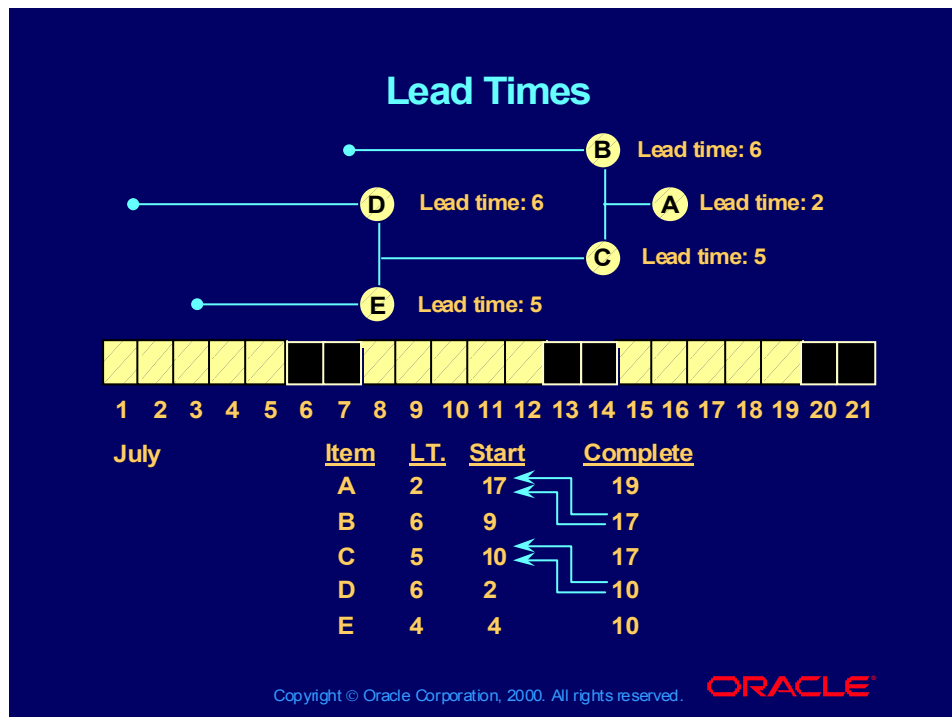 Lead Times
B Lead time: 6
D Lead time: 6 A Lead time: 2
C Lead time: 5
E Lead time: 5
1 2 3 4 5 6 7 8 9 10 11 12 13 14 15 16 17 18 19 20 21
July
Item L.T. Start Complete
A 2 17 19
B 6 9 17
C 5 10 17
D 6 2 10
E 4 4 10
Copyright © Oracle Corporation, 2000. All rights reserved. ORACLE®